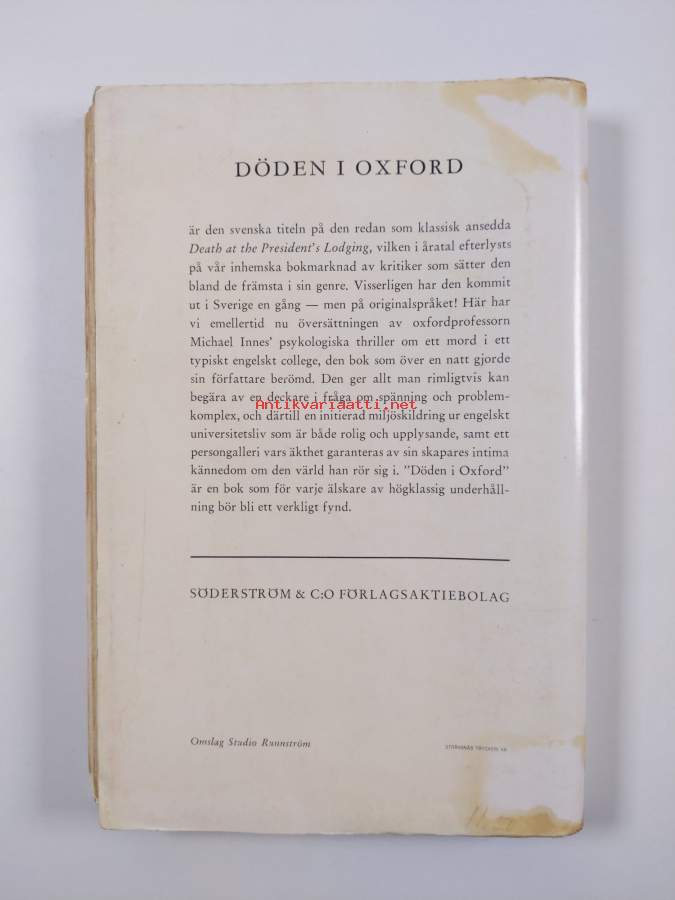 DÖDEN I OXFORD
är den svenska titeln på den redan som klassisk ansedda
Death at the President's Lodging, vilken i åratal efterlysts
på vår inhemska bokmarknad av kritiker som sätter den
bland de främsta i sin genre. Visserligen har den kommit
ut i Sverige en gång — men på originalspråket! Här har
vi emellertid nu översättningen av oxfordprofessorn
Michael Innes' psykologiska thriller om ett mord i ett
typiskt engelskt college, den bok som över en natt gjorde
sin författare berömd. Den ger allt man rimligtvis kan
begära av en deckare i fråga om spänning och problem-
Antikvariaatti.net
komplex, och därtill en initierad miljöskildring ur engelskt
universitetsliv som är både rolig och upplysande, samt ett
persongalleri vars äkthet garanteras av sin skapares intima
kännedom om den värld han rör sig i. "Döden i Oxford"
är en bok som för varje älskare av högklassig underhåll-
ning bör bli ett verkligt fynd.
SÖDERSTRÖM & C:O FÖRLAGSAKTIEBOLAG
Omslag Studio Runnström